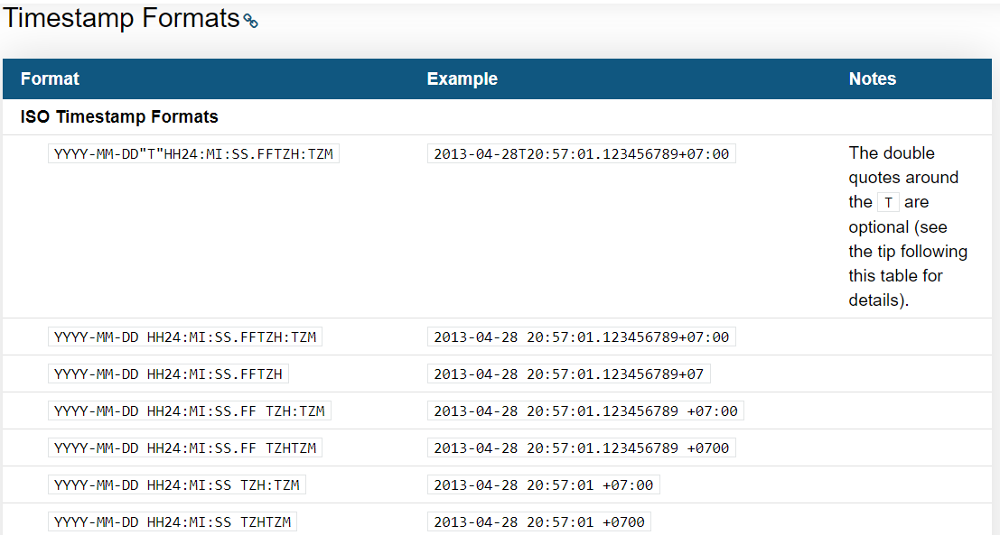 Timestamp Formats
Format Example Notes
ISO Timestamp Formats
YYYY-MM-DD"T"HH24:MI:SS.FFTZH:TZM 2013-04-28T20:57:01.123456789+07:00 The double
quotes around
the T are
optional (see
the tip following
this table for
details).
YYYY-MM-DD HH24:MI:SS.FFTZH:TZM 2013-04-28 20:57:01.123456789+07:00
YYYY-MM-DD HH24:MI:SS.FFTZH 2013-04-28 20:57:01.123456789+07
YYYY-MM-DD HH24:MI:SS.FF TZH:TZM 2013-04-28 20:57:01.123456789 +07:00
YYYY-MM-DD HH24:MI:SS.FF TZHTZM 2013-04-28 20:57:01.123456789 +0700
YYYY-MM-DD HH24:MI:SS TZH:TZM 2013-04-28 20:57:01 +07:00
YYYY-MM-DD HH24:MI:SS TZHTZM 2013-04-28 20:57:01 +0700